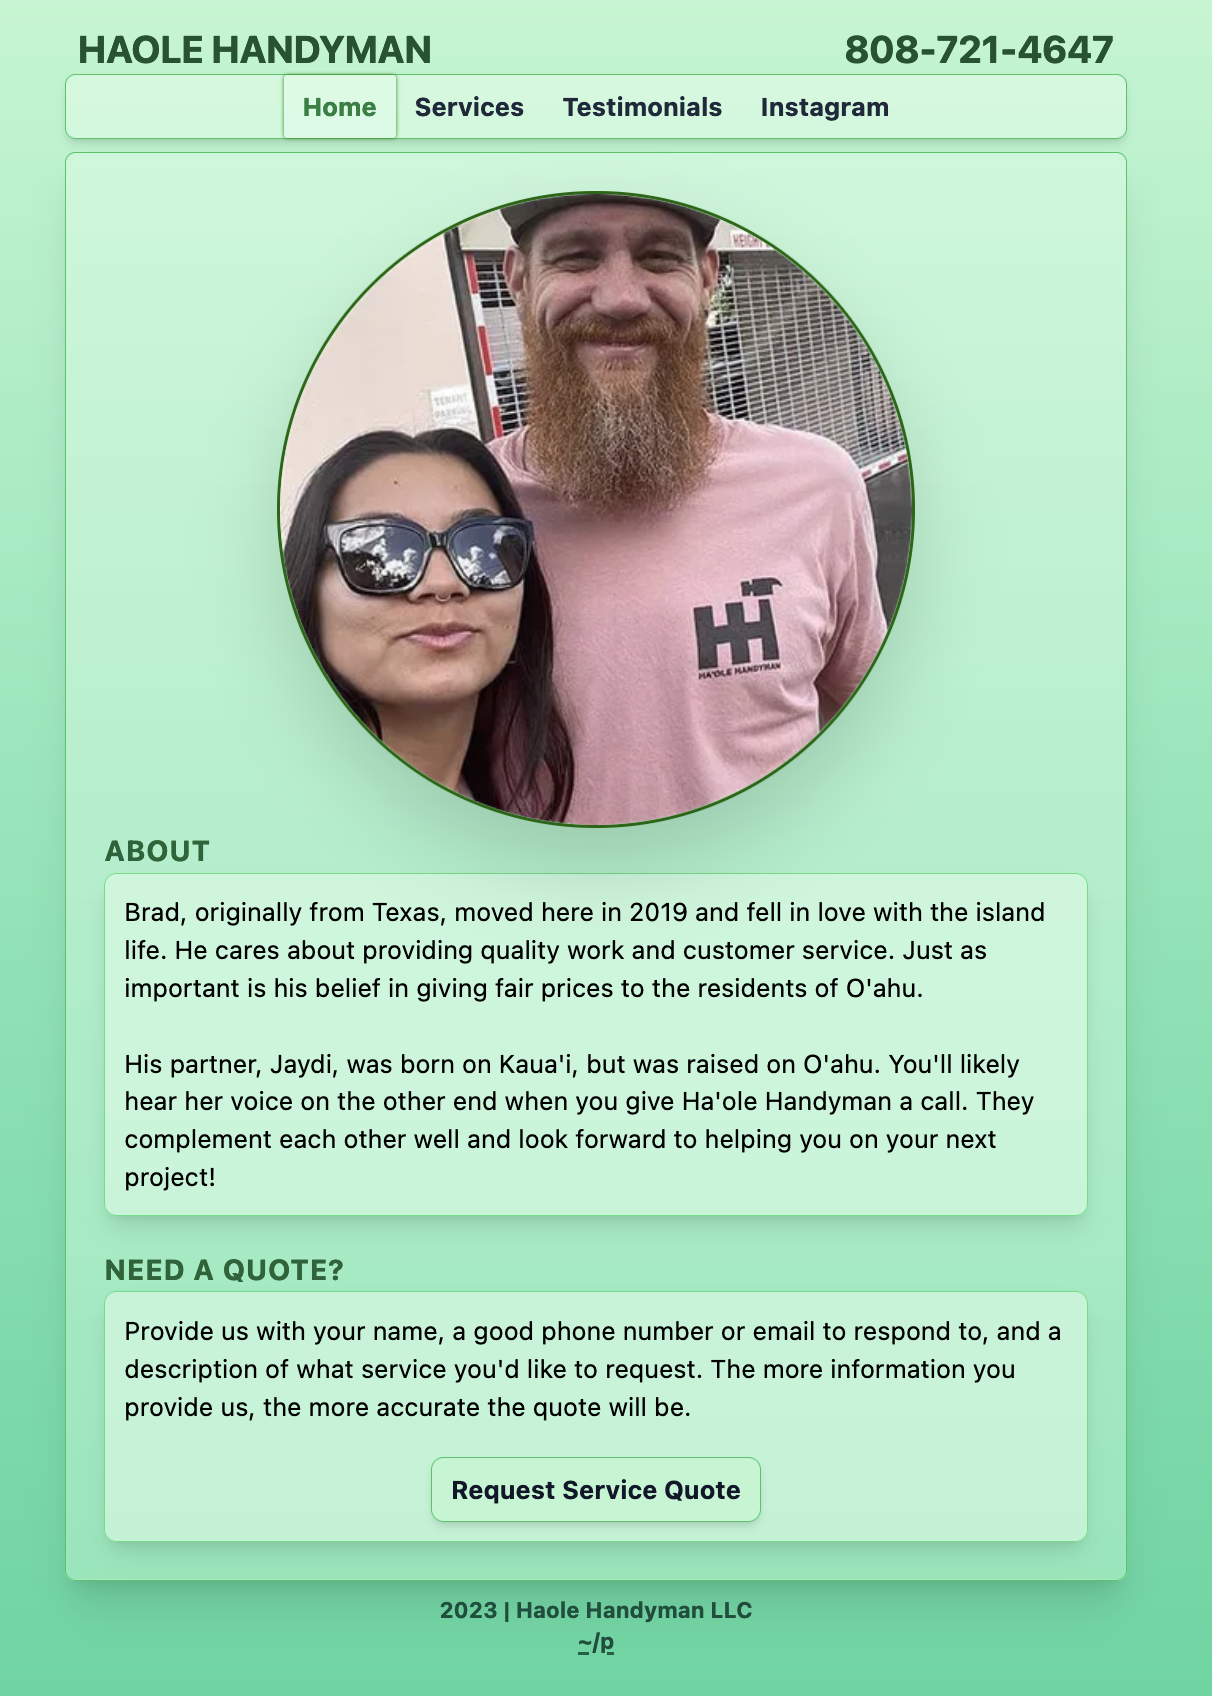 HAOLE HANDYMAN 808-721-4647
Home Services Testimonials Instagram
HEIGH
TENANT
PARKING
HH
HA'OLE HANDYMAN
ABOUT
Brad, originally from Texas, moved here in 2019 and fell in love with the island
life. He cares about providing quality work and customer service. Just as
important is his belief in giving fair prices to the residents of O'ahu.
His partner, Jaydi, was born on Kaua'i, but was raised on O'ahu. You'll likely
hear her voice on the other end when you give Ha'ole Handyman a call. They
complement each other well and look forward to helping you on your next
project!
NEED A QUOTE?
Provide us with your name, a good phone number or email to respond to, and a
description of what service you'd like to request. The more information you
provide us, the more accurate the quote will be.
Request Service Quote
2023 | Haole Handyman LLC
~/p